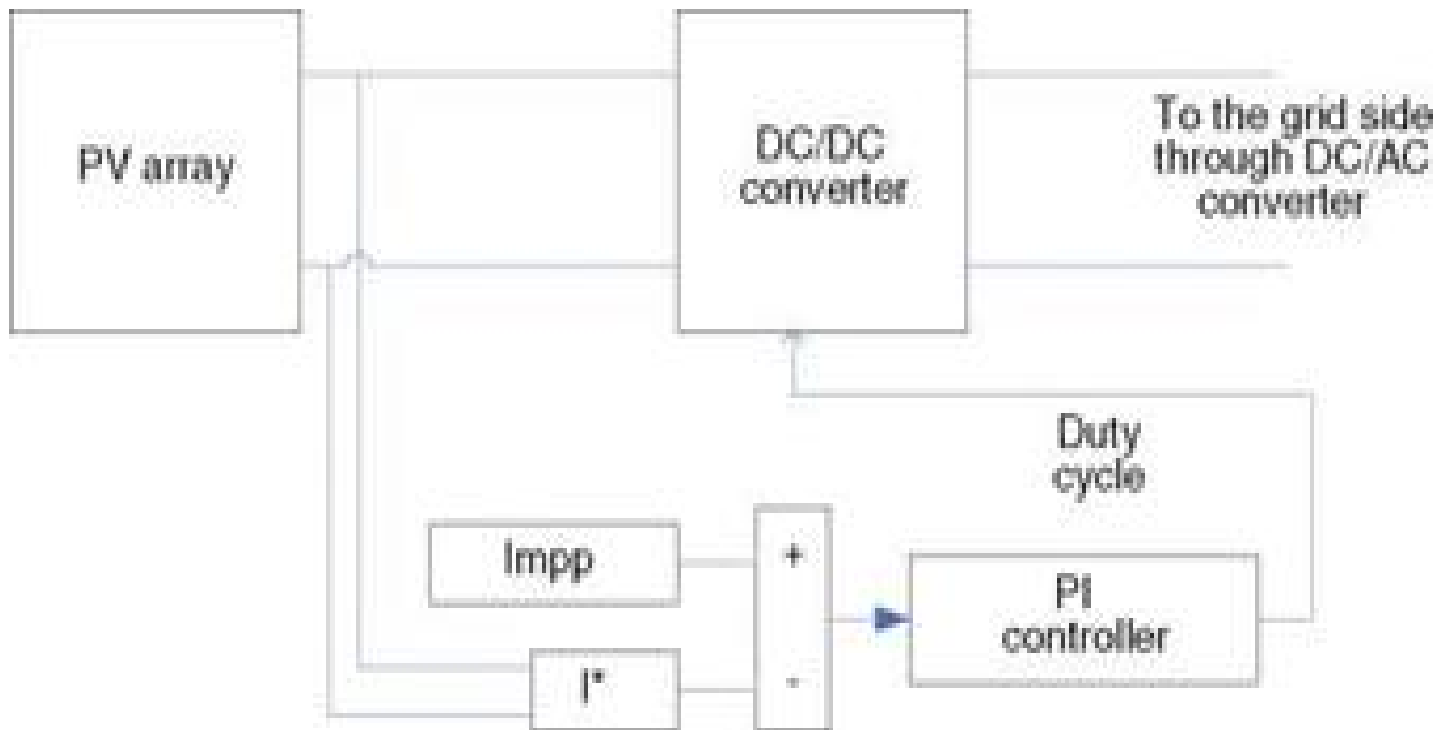 PV array
DC/DC
converter
To the grid side
through DC/AC
converter
Duty
cycle
Impp
+
PI
controller
I*
-